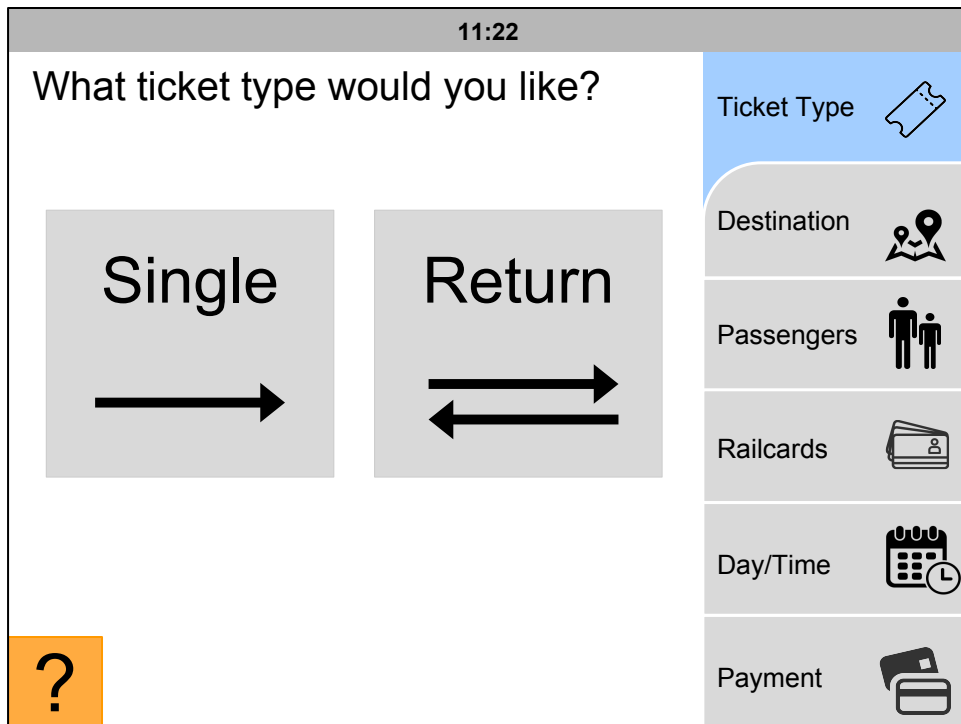 11:22
What ticket type would you like?
Single
Return
Ticket Type
Destination
Passengers
Railcards
Day/Time
Payment
?